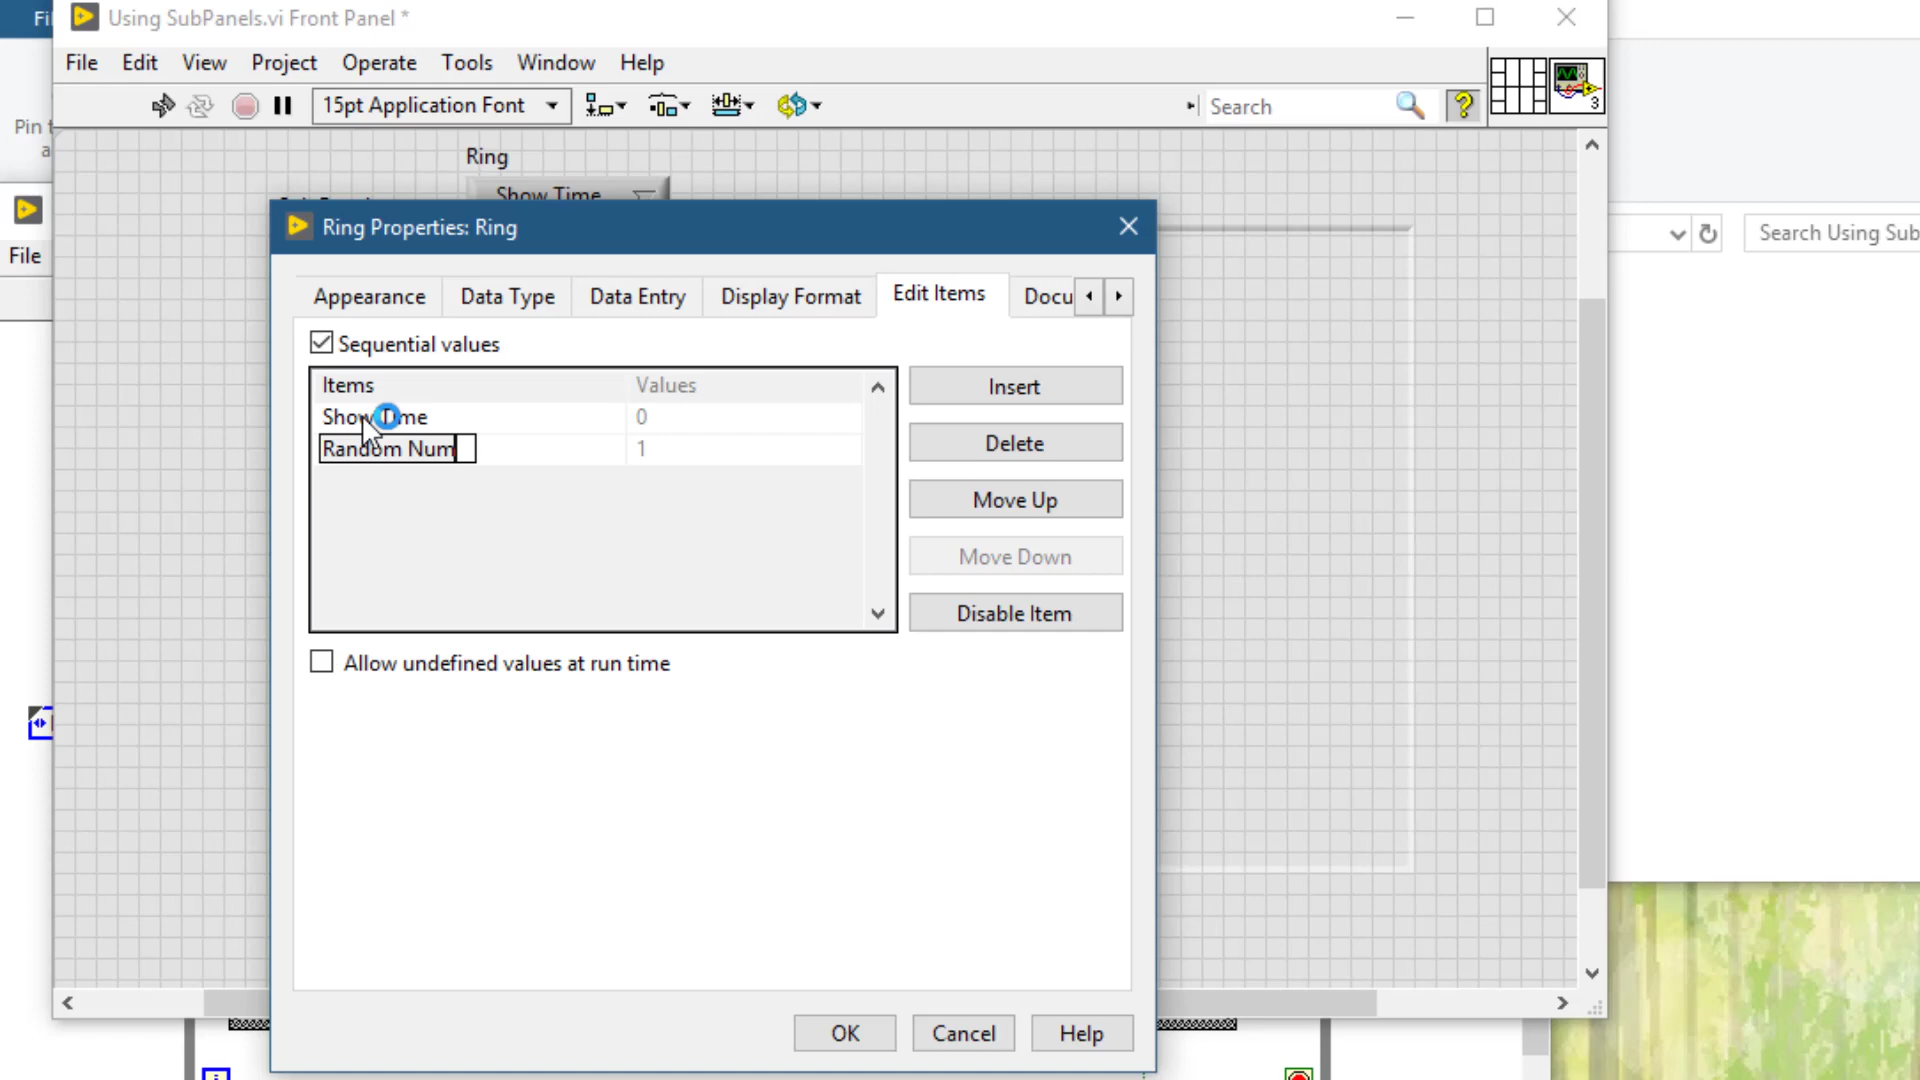 Fi
Using SubPanels.vi Front Panel *
File Edit View Project Operate Tools Window Help
15pt Application Font
Search
3
Pin t
a
Ring
Show Time
Ring Properties: Ring
File
Search Using Sub
Appearance
Data Type
Data Entry
Display Format
Edit Items
Docu
Sequential values
Items Values
Show Time 0
Random Num 1
Insert
Delete
Move Up
Move Down
Disable Item
Allow undefined values at run time
OK
Cancel
Help
i